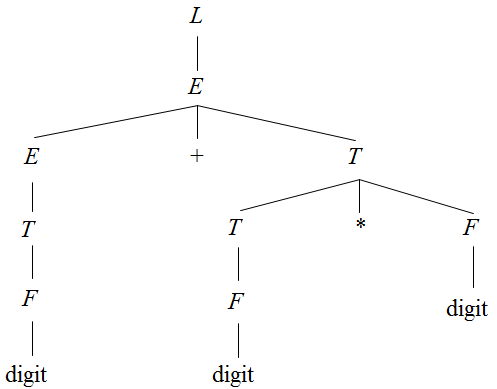 L
E
E + T
T T * F
F F digit
digit digit